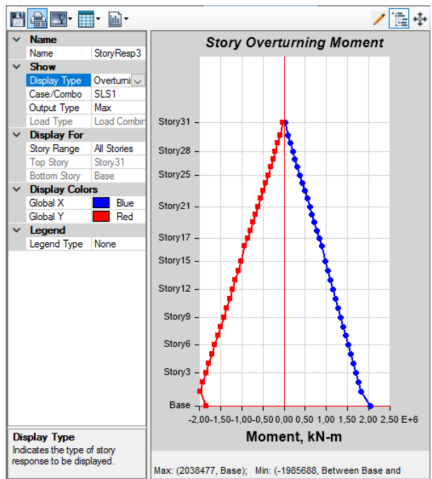 Name
Name StoryResp3
Show
Display Type Overturni
Case/Combo SLS1
Output Type Max
Load Type Load Combin
Display For
Story Range All Stories
Top Story Story31
Bottom Story Base
Display Colors
Global X Blue
Global Y Red
Legend
Legend Type None
Display Type
Indicates the type of story
response to be displayed.
Story Overturning Moment
Story31
Story28
Story25
Story21
Story17
Story15
Story12
Story9
Story6
Story3
Base
-2,00-1,50-1,00-0,50 0,00 0,50 1,00 1,50 2,00 2,50 E+6
Moment, kN-m
Max: (2038477, Base); Min: (-1985688, Between Base and